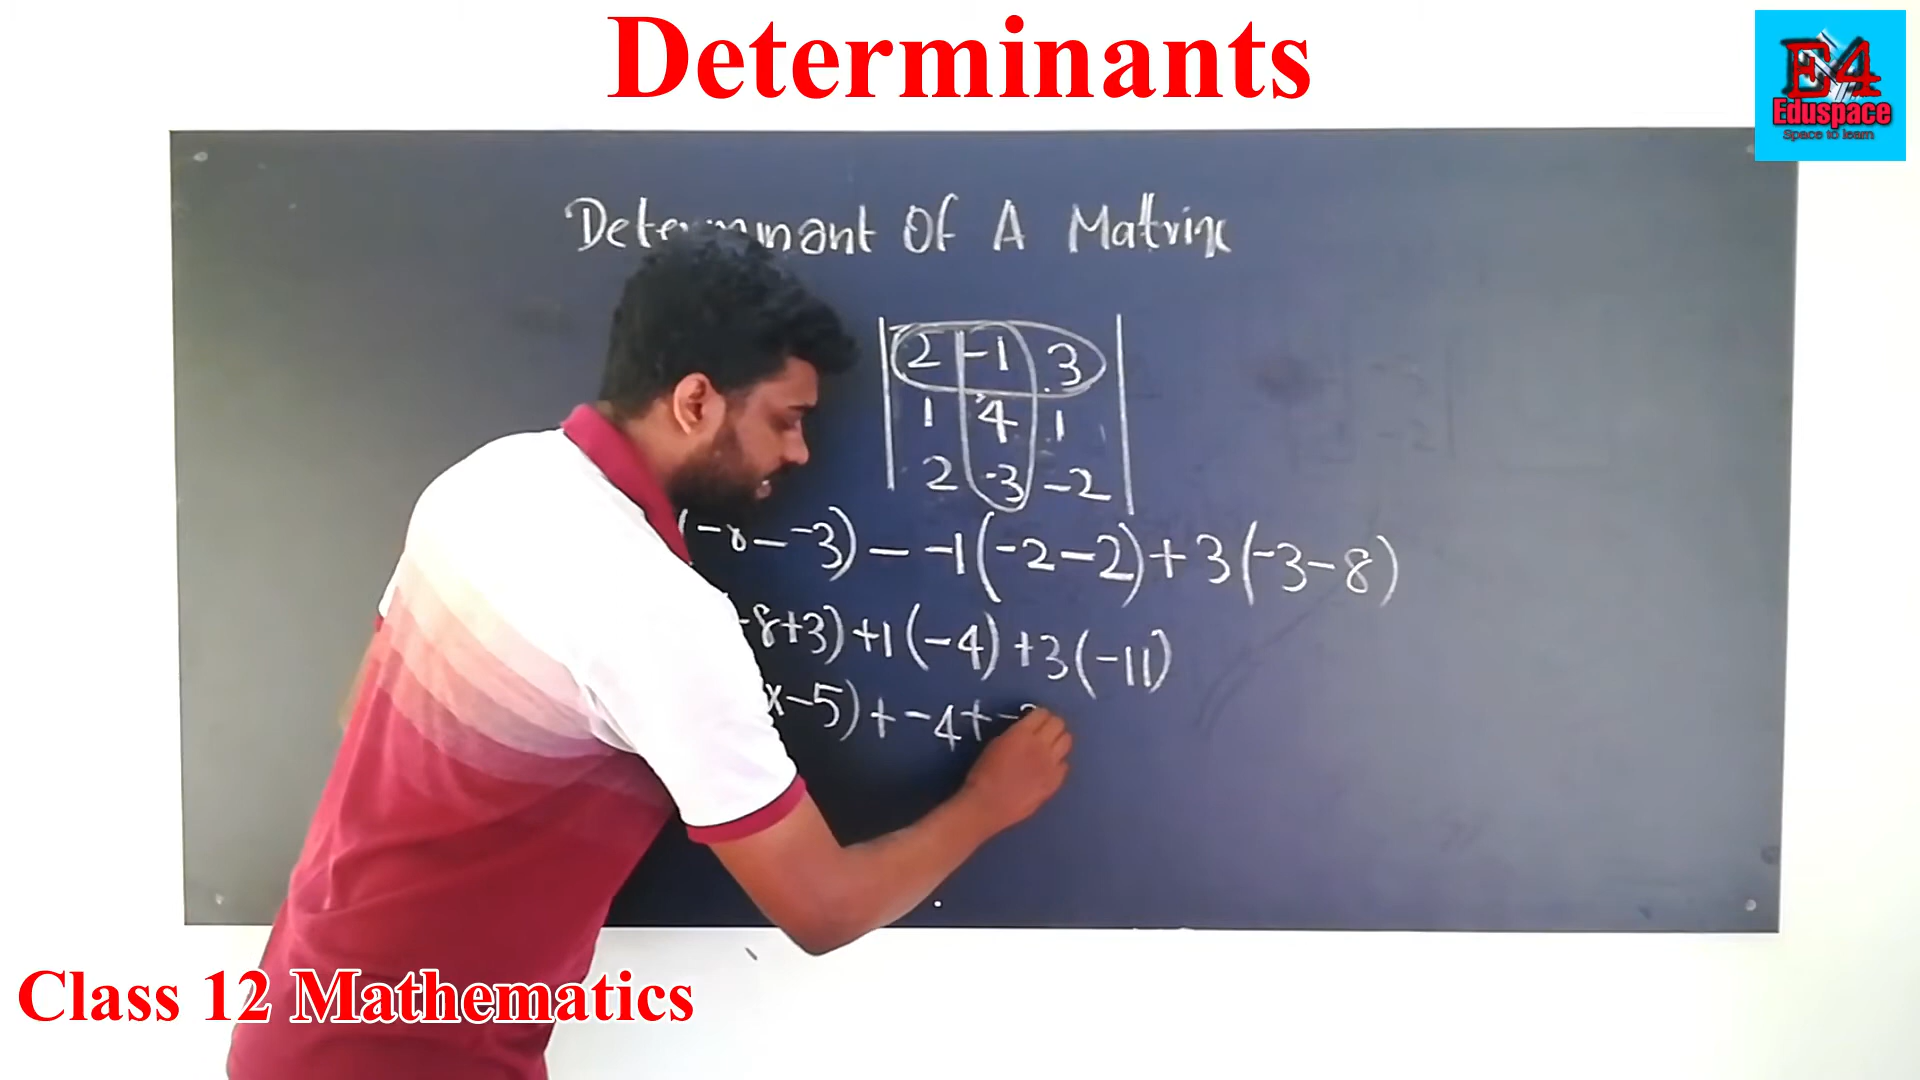 Determinants
E4
Eduspace
Space to learn
Determinant Of A Matrix
2 -1 3
1 4 1
2 -3 -2
(-8 - -3) - -1(-2-2) + 3(-3-8)
-8+3) +1(-4) +3(-11)
x-5) + -4 + -3
Class 12 Mathematics